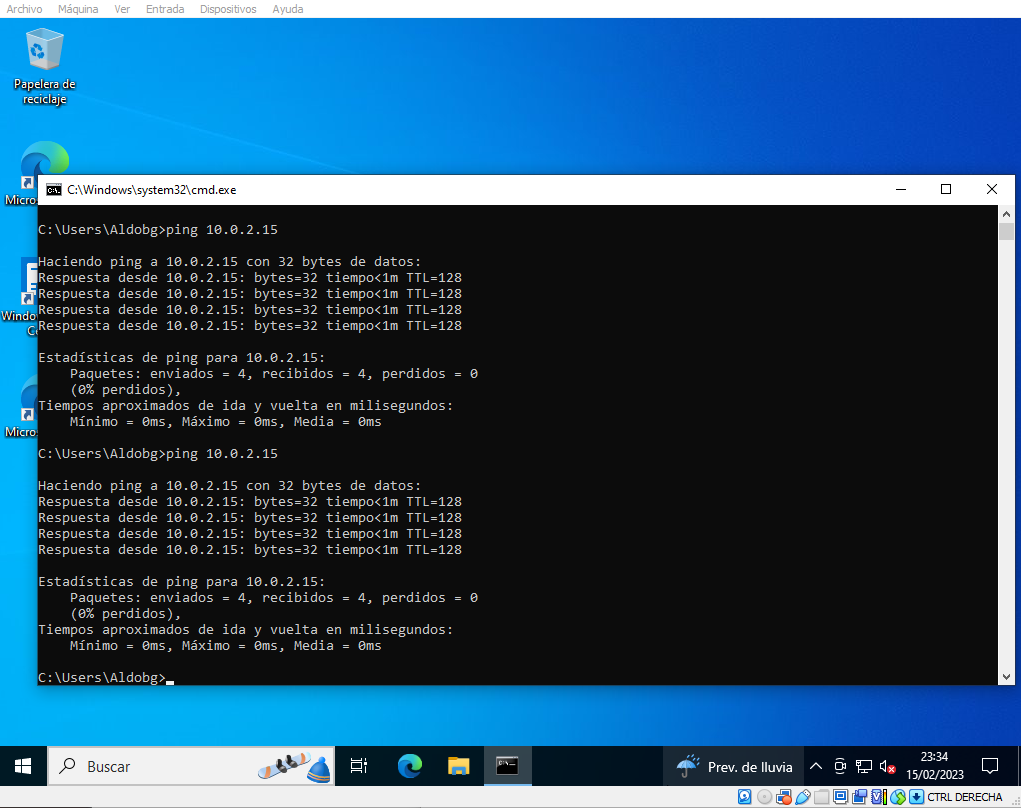 Archivo Máquina Ver Entrada Dispositivos Ayuda
Papelera de
reciclaje
Micro
C:\Windows\system32\cmd.exe
C:\Users\Aldobg>ping 10.0.2.15
Haciendo ping a 10.0.2.15 con 32 bytes de datos:
Respuesta desde 10.0.2.15: bytes=32 tiempo<1m TTL=128
Respuesta desde 10.0.2.15: bytes=32 tiempo<1m TTL=128
Respuesta desde 10.0.2.15: bytes=32 tiempo<1m TTL=128
Respuesta desde 10.0.2.15: bytes=32 tiempo<1m TTL=128
Windo
C
Estadísticas de ping para 10.0.2.15:
Paquetes: enviados = 4, recibidos = 4, perdidos = 0
(0% perdidos),
Tiempos aproximados de ida y vuelta en milisegundos:
Mínimo = 0ms, Máximo = 0ms, Media = 0ms
Micro
C:\Users\Aldobg>ping 10.0.2.15
Haciendo ping a 10.0.2.15 con 32 bytes de datos:
Respuesta desde 10.0.2.15: bytes=32 tiempo<1m TTL=128
Respuesta desde 10.0.2.15: bytes=32 tiempo<1m TTL=128
Respuesta desde 10.0.2.15: bytes=32 tiempo<1m TTL=128
Respuesta desde 10.0.2.15: bytes=32 tiempo<1m TTL=128
Estadísticas de ping para 10.0.2.15:
Paquetes: enviados = 4, recibidos = 4, perdidos = 0
(0% perdidos),
Tiempos aproximados de ida y vuelta en milisegundos:
Mínimo = 0ms, Máximo = 0ms, Media = 0ms
C:\Users\Aldobg>
Buscar
Prev. de lluvia
23:34
15/02/2023
CTRL DERECHA